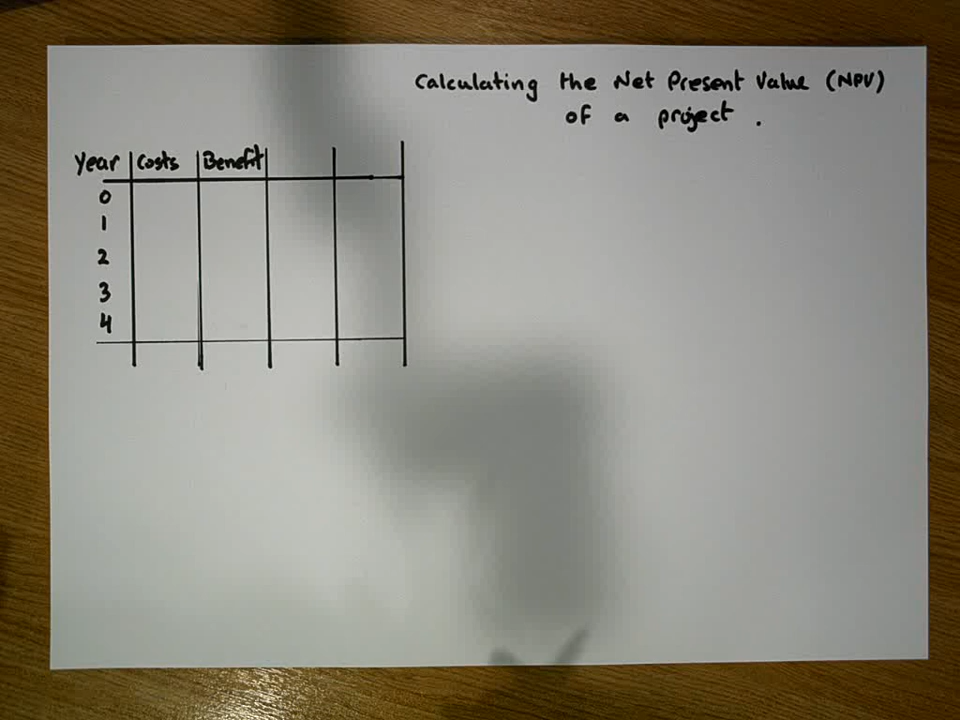 Calculating the Net Present Value (NPV)
of a project.
Year Costs Benefit
0
1
2
3
4